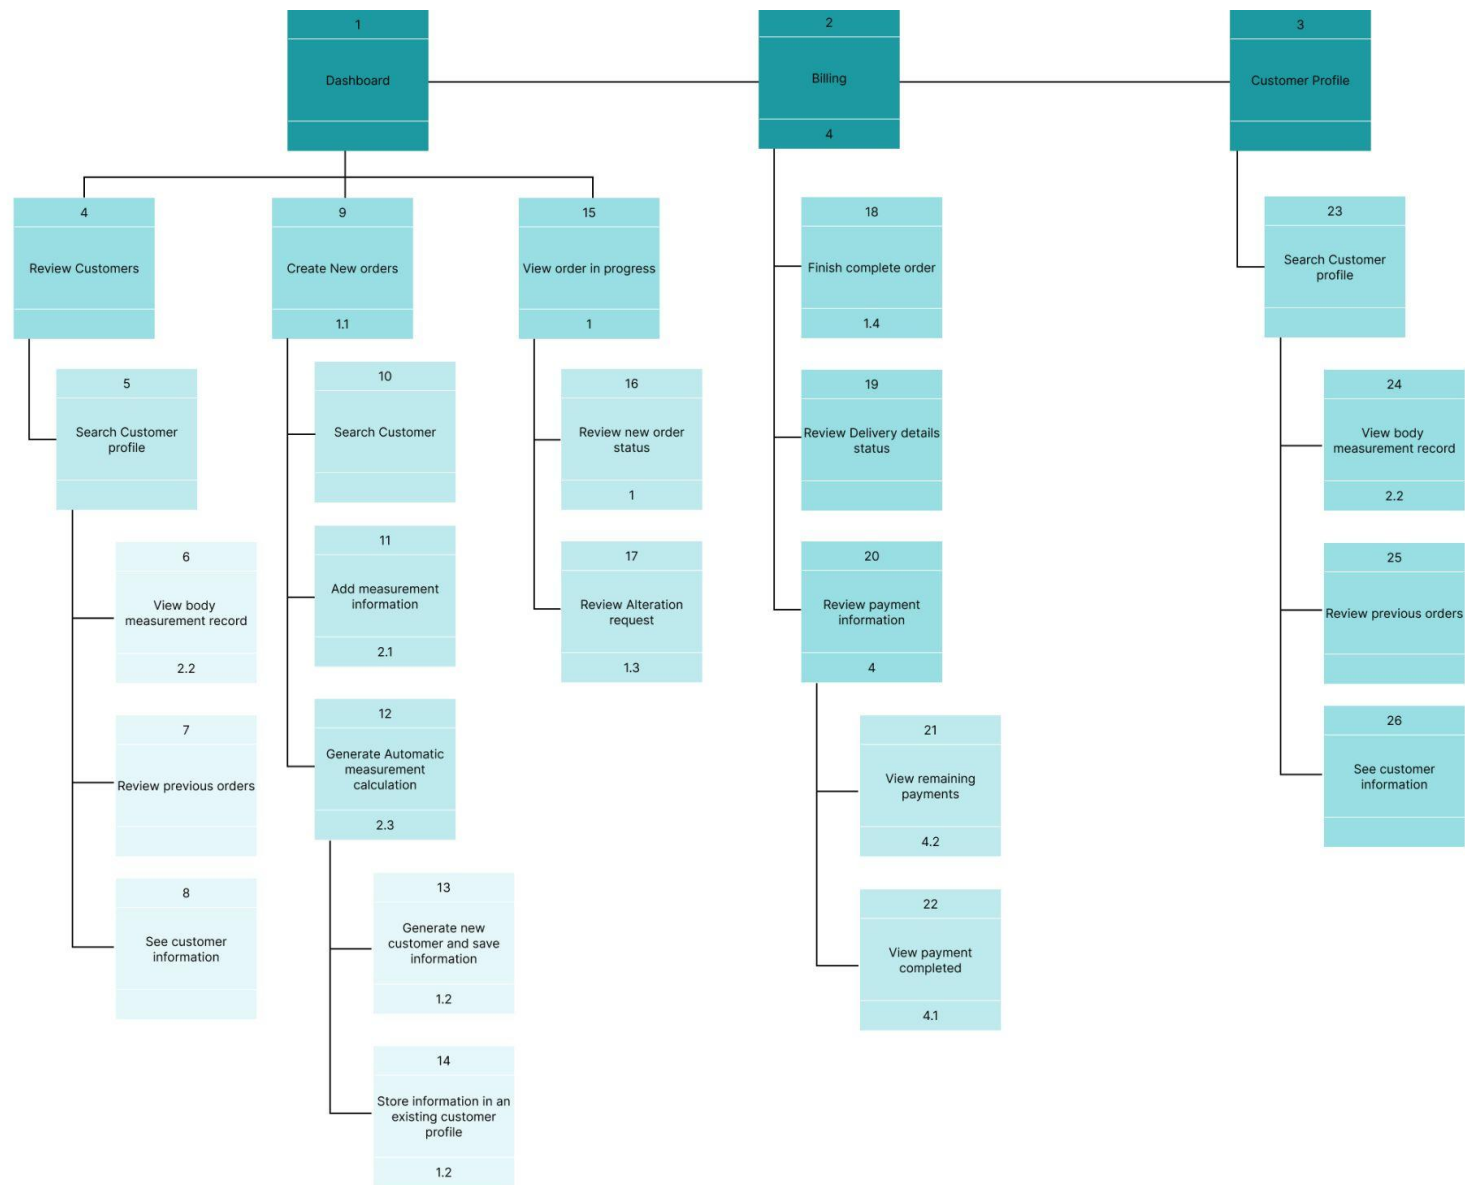 1
Dashboard
2
Billing
4
3
Customer Profile
4
Review Customers
5
Search Customer
profile
6
View body
measurement record
2.2
7
Review previous orders
8
See customer
information
9
Create New orders
1.1
10
Search Customer
11
Add measurement
information
2.1
12
Generate Automatic
measurement
calculation
2.3
13
Generate new
customer and save
information
1.2
14
Store information in an
existing customer
profile
1.2
15
View order in progress
1
16
Review new order
status
1
17
Review Alteration
request
1.3
18
Finish complete order
1.4
19
Review Delivery details
status
20
Review payment
information
4
21
View remaining
payments
4.2
22
View payment
completed
4.1
23
Search Customer
profile
24
View body
measurement record
2.2
25
Review previous orders
26
See customer
information